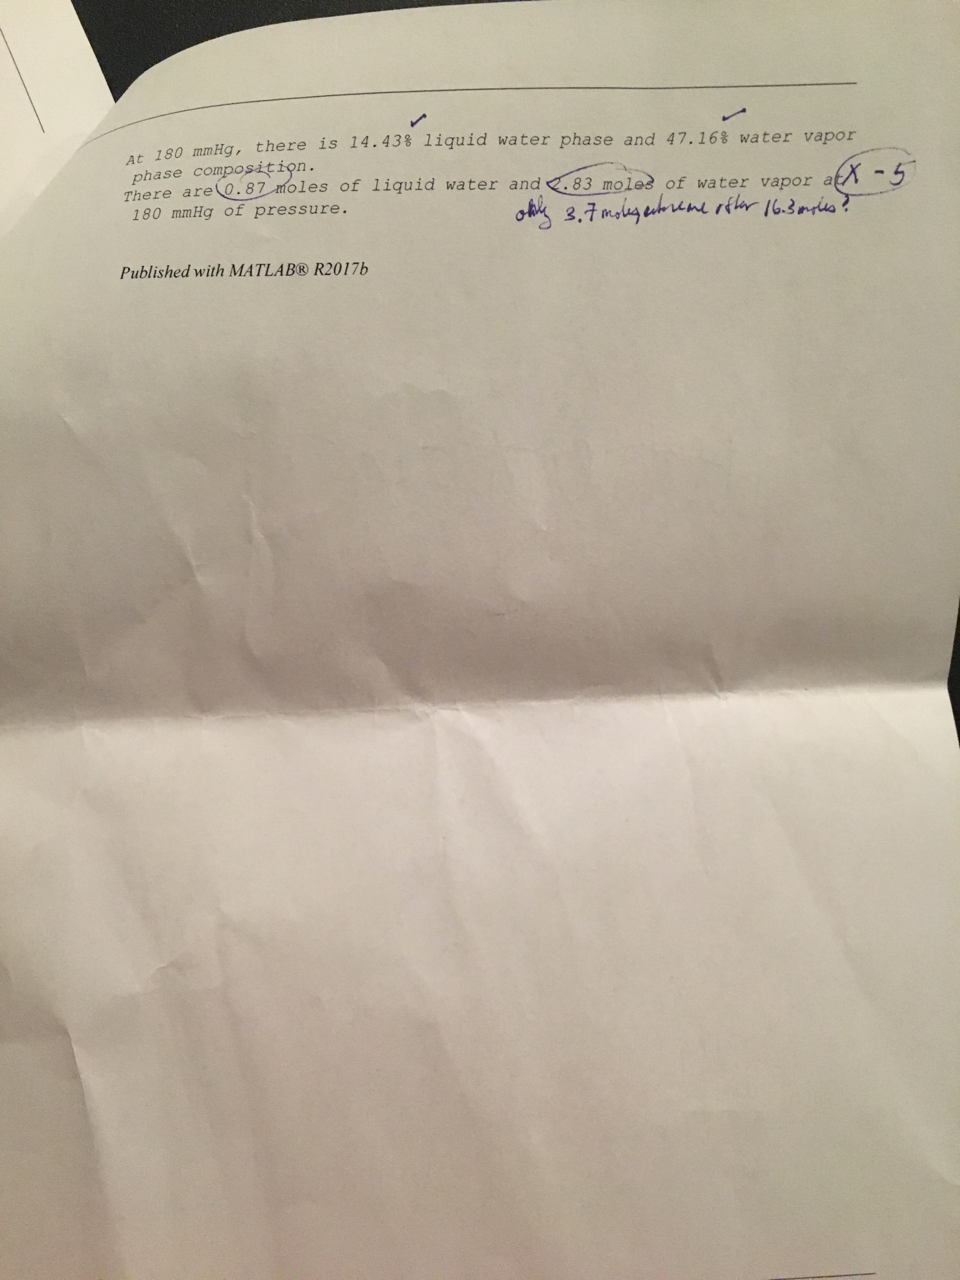 At 180 mmHg, there is 14.43% liquid water phase and 47.16% water vapor
phase composition.
There are 0.87 moles of liquid water and 2.83 moles of water vapor at X - 5
180 mmHg of pressure.
only 3.7 moles other 16.3 moles?
Published with MATLAB® R2017b